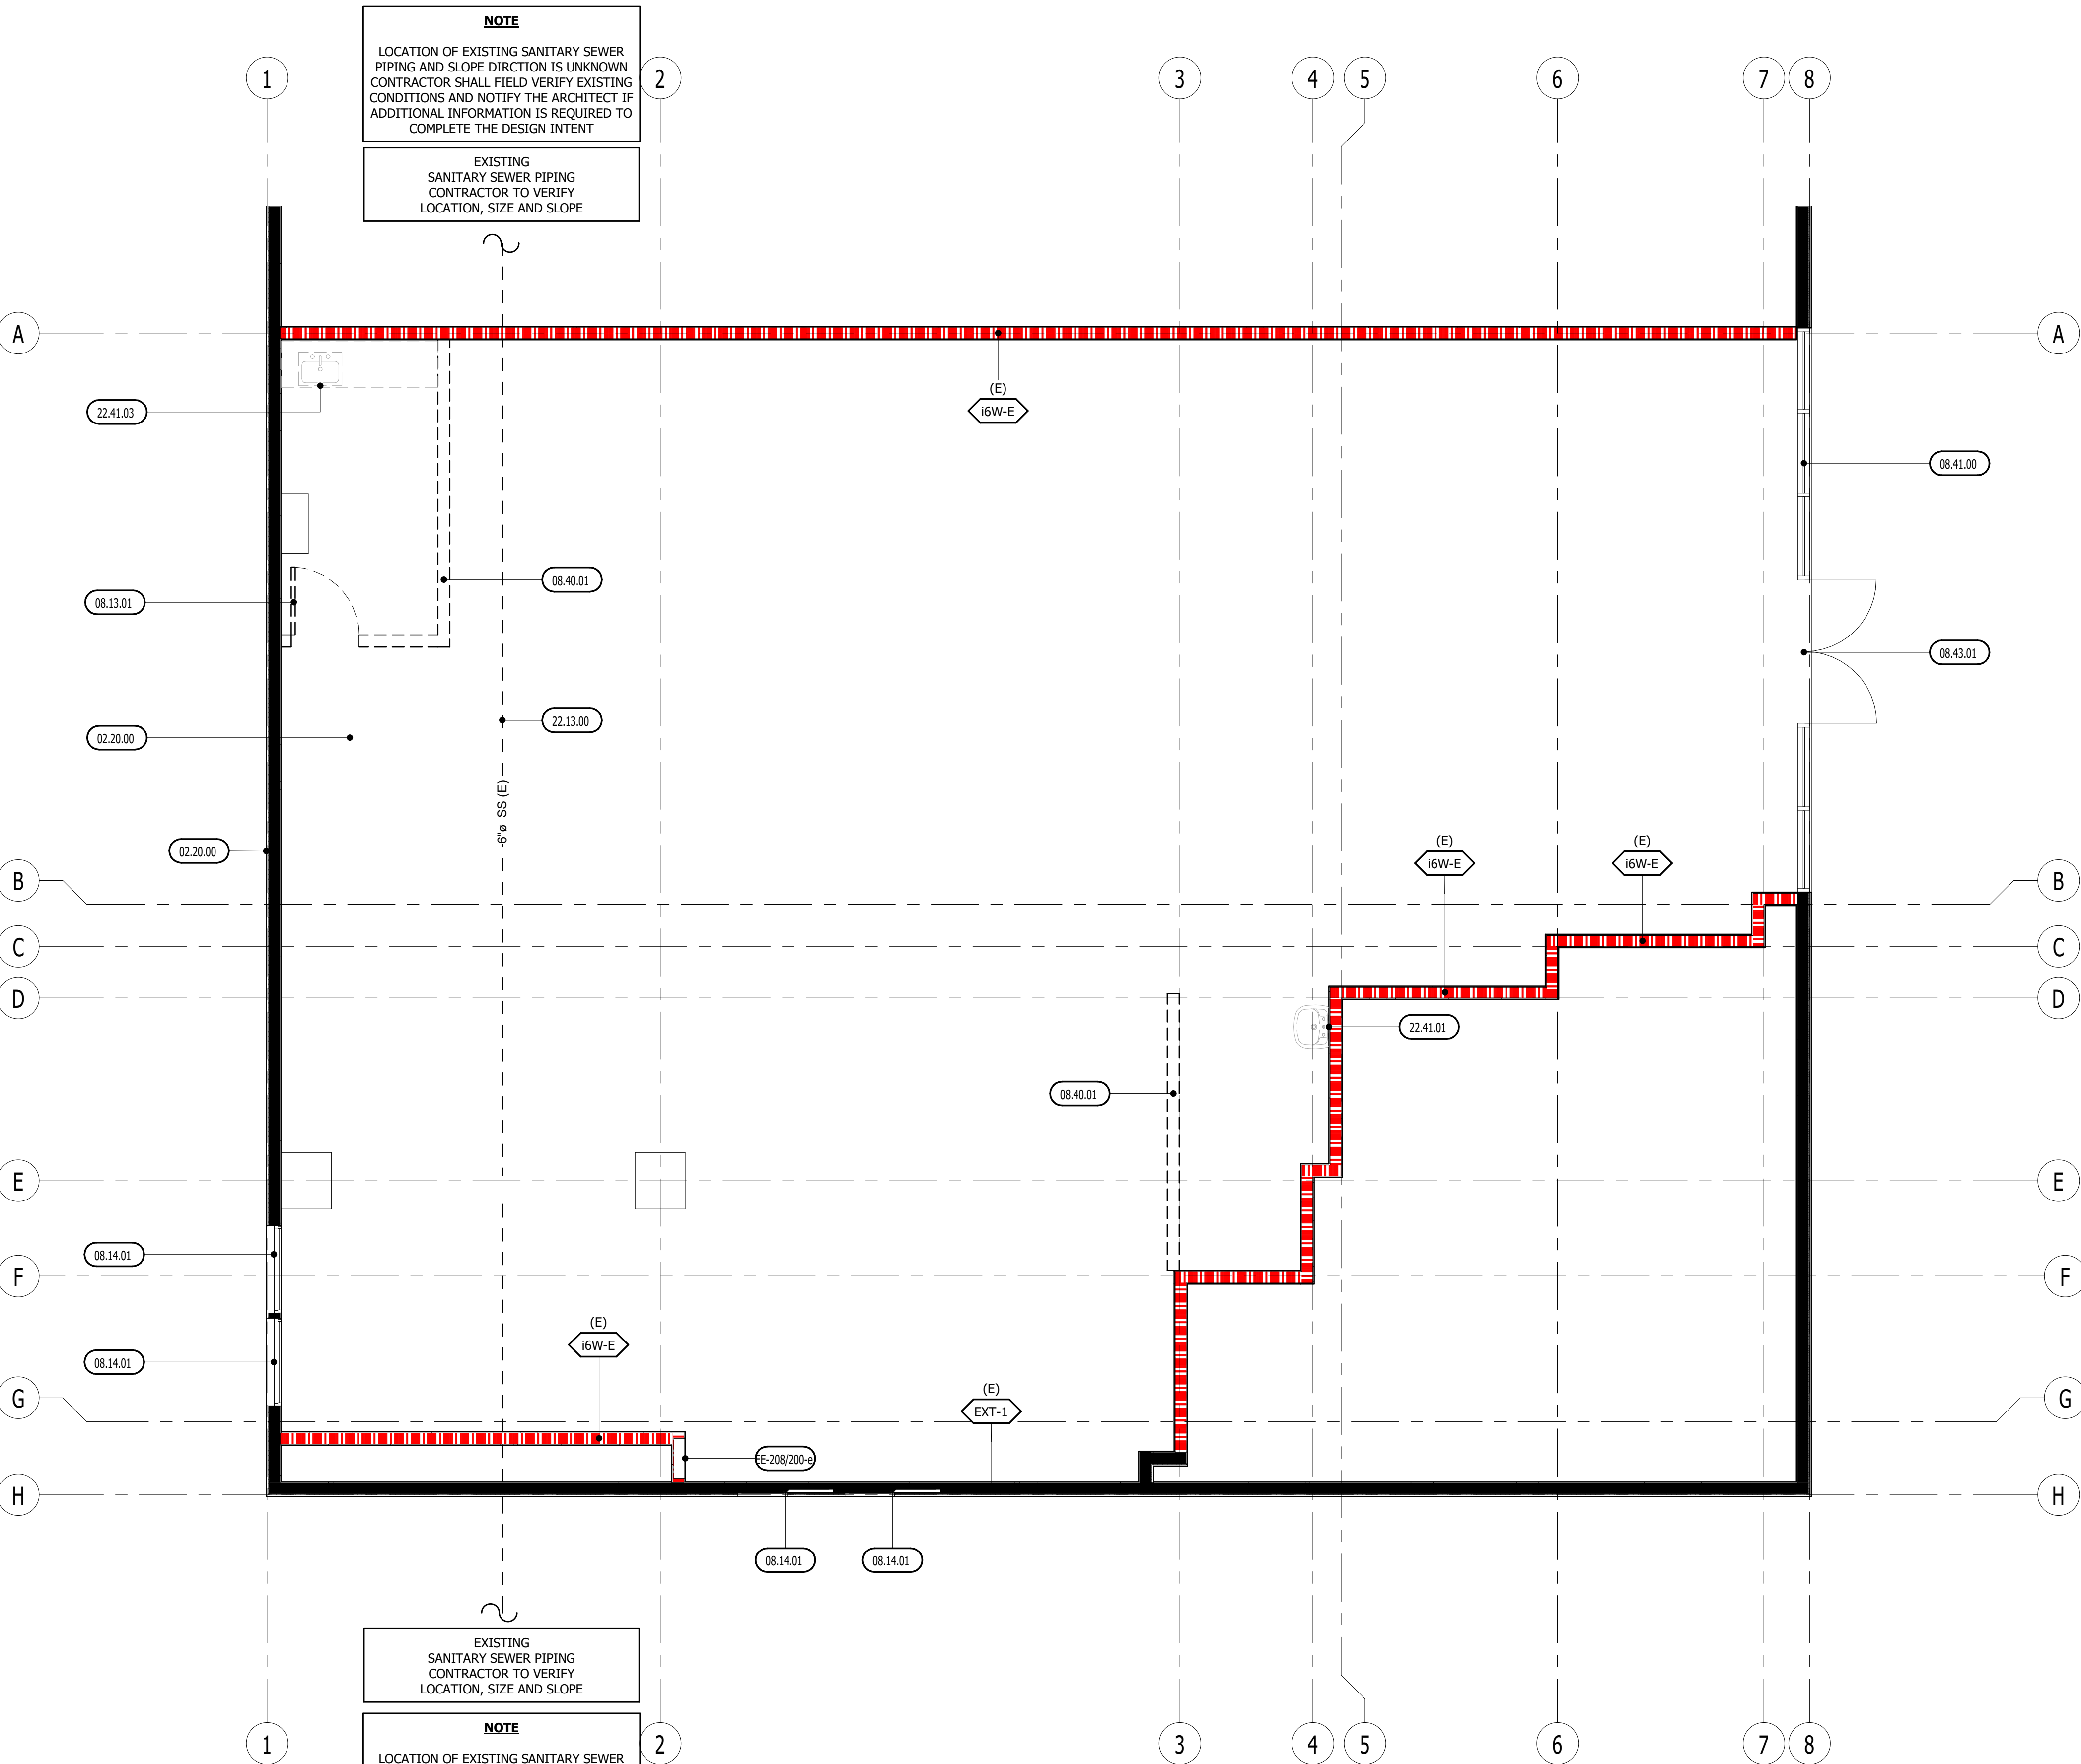 NOTE
LOCATION OF EXISTING SANITARY SEWER
PIPING AND SLOPE DIRCTION IS UNKNOWN
CONTRACTOR SHALL FIELD VERIFY EXISTING
CONDITIONS AND NOTIFY THE ARCHITECT IF
ADDITIONAL INFORMATION IS REQUIRED TO
COMPLETE THE DESIGN INTENT
1
2
3
4
5
6
7
8
EXISTING
SANITARY SEWER PIPING
CONTRACTOR TO VERIFY
LOCATION, SIZE AND SLOPE
A
A
(E)
i6W-E
22.41.03
08.41.00
08.40.01
08.13.01
08.43.01
22.13.00
02.20.00
6"ø SS (E)
02.20.00
(E)
i6W-E
(E)
i6W-E
B
B
C
C
D
D
22.41.01
08.40.01
E
E
08.14.01
F
F
(E)
i6W-E
08.14.01
G
G
(E)
EXT-1
EE-208/200-e
H
H
08.14.01
08.14.01
EXISTING
SANITARY SEWER PIPING
CONTRACTOR TO VERIFY
LOCATION, SIZE AND SLOPE
1
2
3
4
5
6
7
8
NOTE
LOCATION OF EXISTING SANITARY SEWER